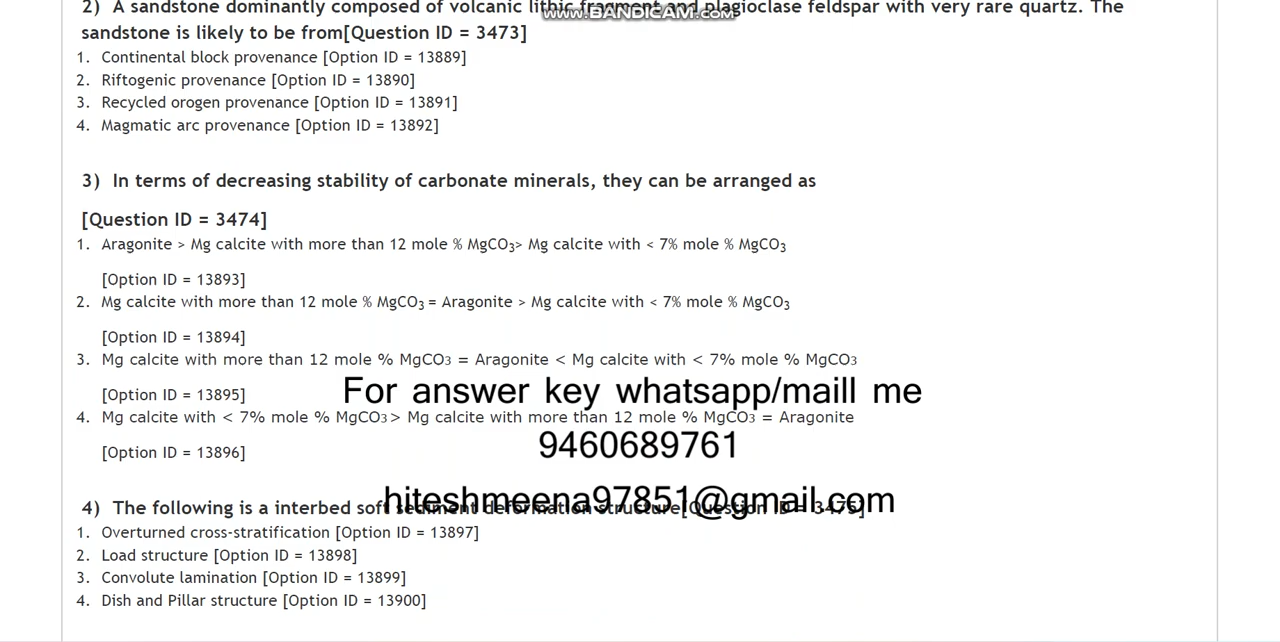 2) A sandstone dominantly composed of volcanic lithic fragment and plagioclase feldspar with very rare quartz. The
www.BANDICAM.com
sandstone is likely to be from[Question ID = 3473]
1. Continental block provenance [Option ID = 13889]
2. Riftogenic provenance [Option ID = 13890]
3. Recycled orogen provenance [Option ID = 13891]
4. Magmatic arc provenance [Option ID = 13892]
3) In terms of decreasing stability of carbonate minerals, they can be arranged as
[Question ID = 3474]
1. Aragonite > Mg calcite with more than 12 mole % MgCO3> Mg calcite with < 7% mole % MgCO3
[Option ID = 13893]
2. Mg calcite with more than 12 mole % MgCO3 = Aragonite > Mg calcite with < 7% mole % MgCO3
[Option ID = 13894]
3. Mg calcite with more than 12 mole % MgCO3 = Aragonite < Mg calcite with < 7% mole % MgCO3
For answer key whatsapp/maill me
[Option ID = 13895]
4. Mg calcite with < 7% mole % MgCO3> Mg calcite with more than 12 mole % MgCO3 = Aragonite
9460689761
[Option ID = 13896]
hiteshmeena97851@gmail.com
4) The following is a interbed soft sediment deformation structure[Question ID = 3475]
1. Overturned cross-stratification [Option ID = 13897]
2. Load structure [Option ID = 13898]
3. Convolute lamination [Option ID = 13899]
4. Dish and Pillar structure [Option ID = 13900]